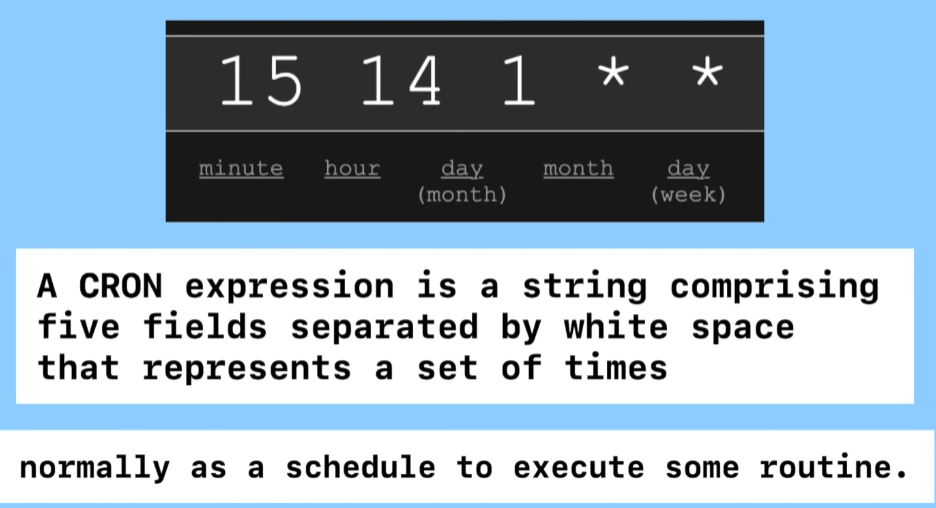 15 14 1 * *
minute hour day month day
(month) (week)
A CRON expression is a string comprising
five fields separated by white space
that represents a set of times
normally as a schedule to execute some routine.